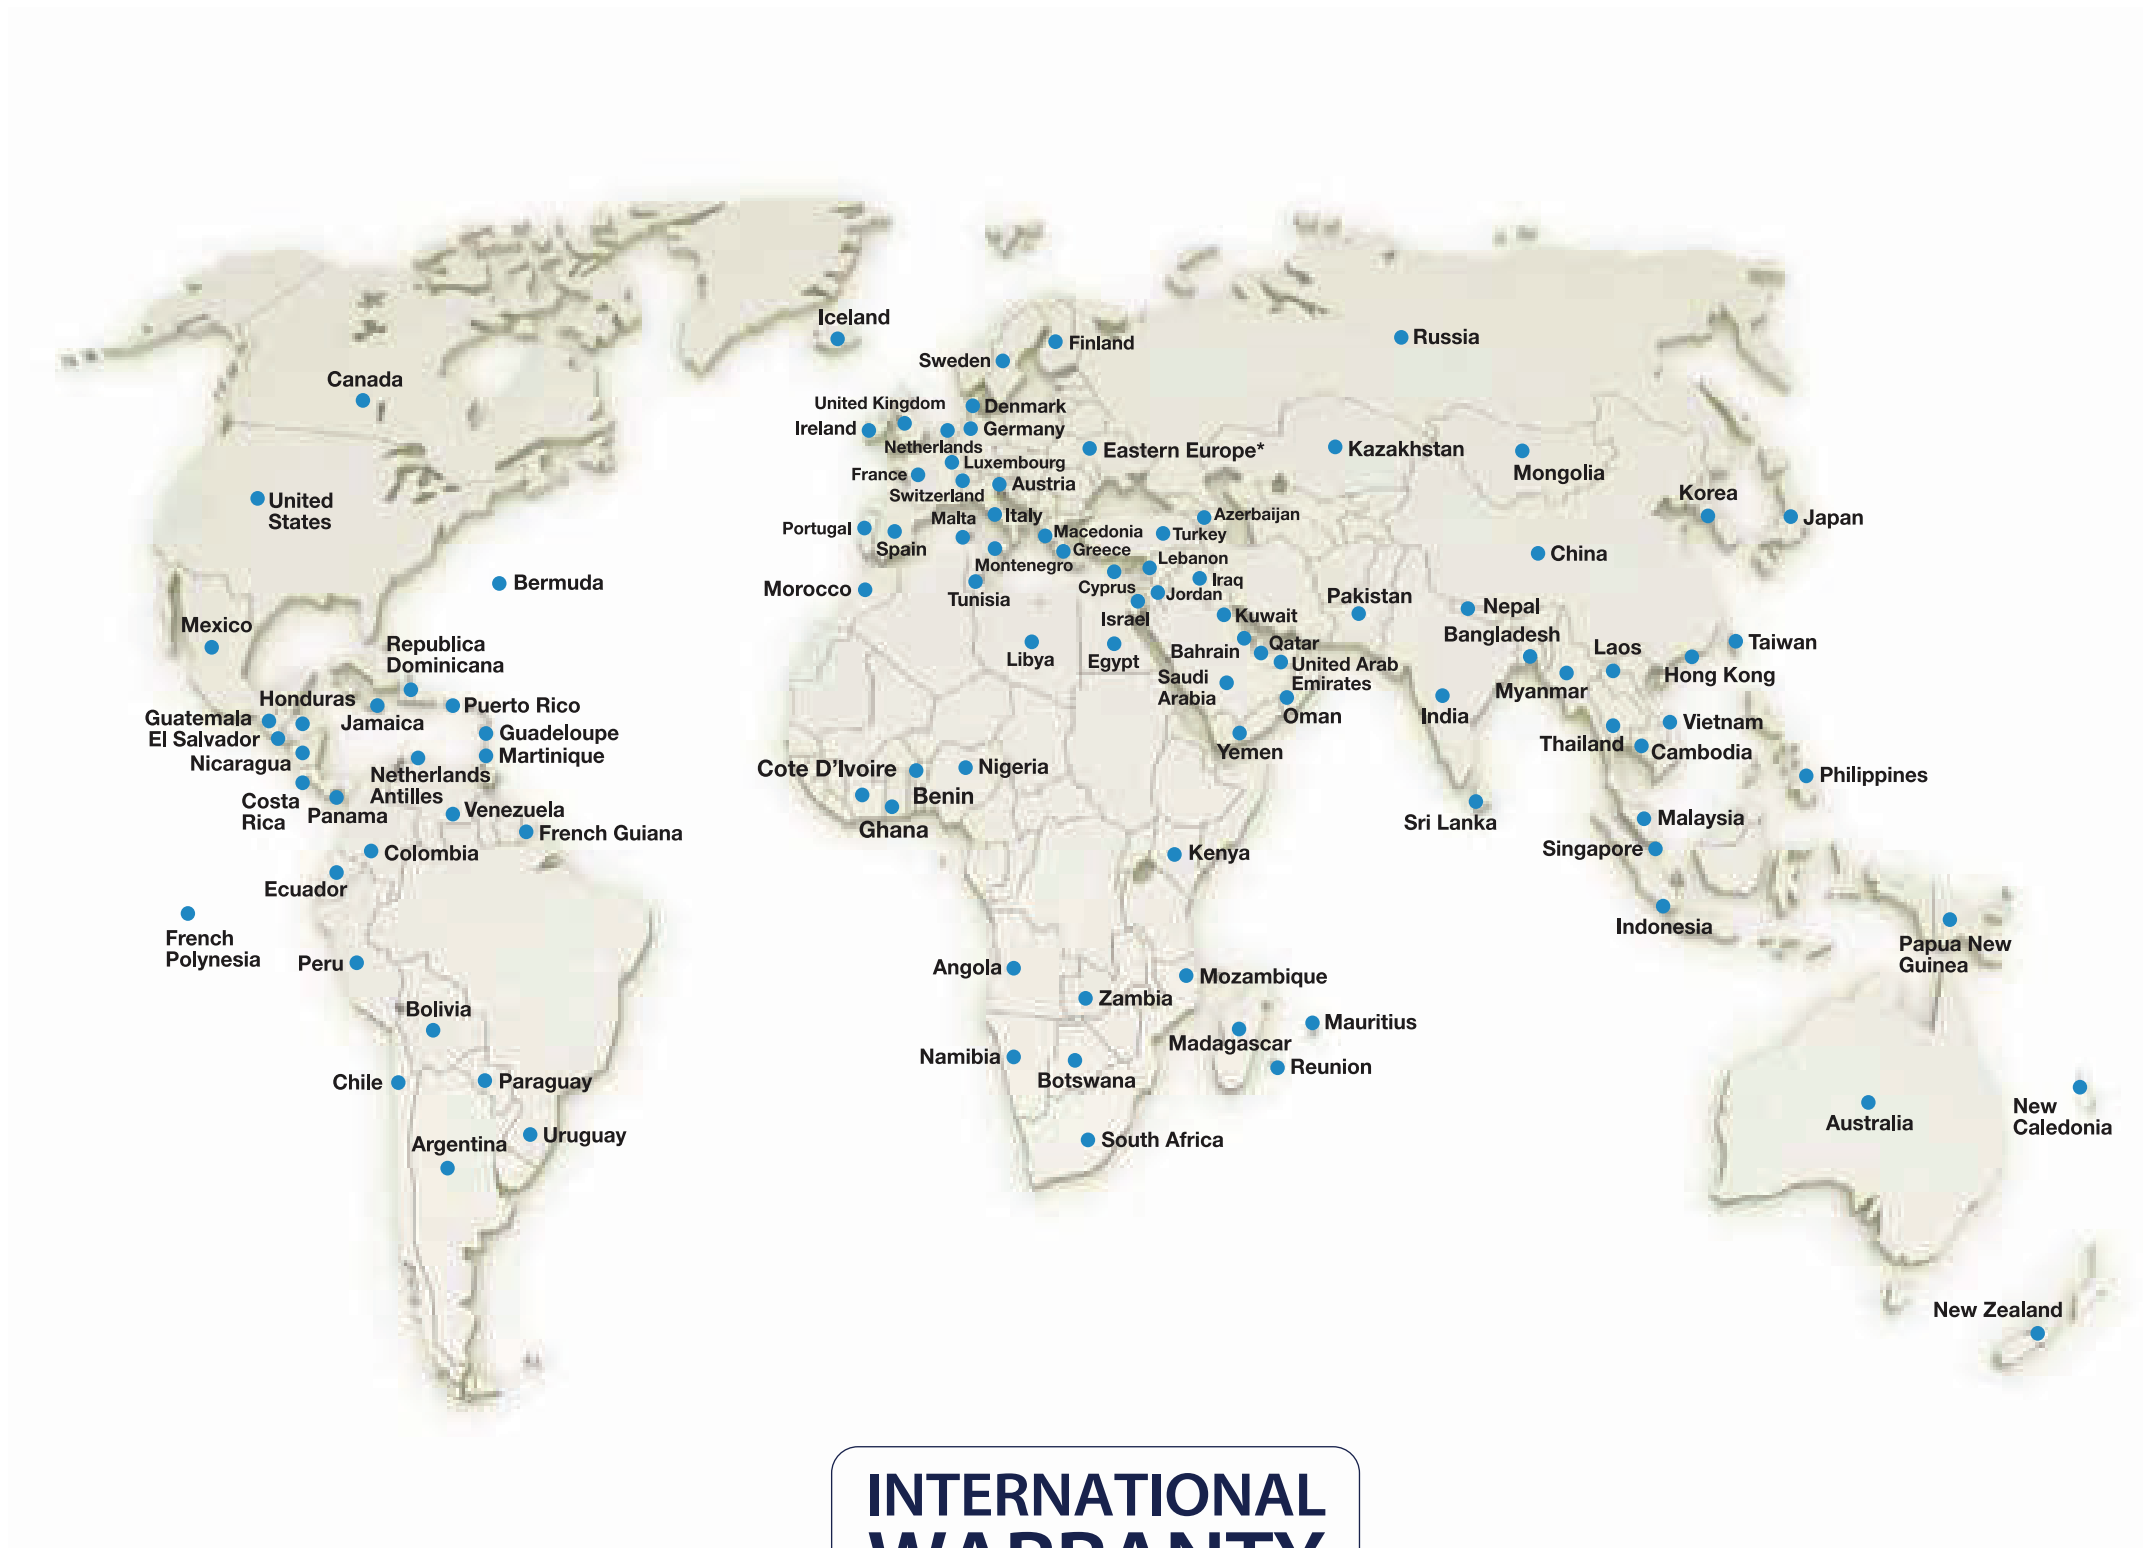 Iceland
Finland
Russia
Sweden
Canada
United Kingdom
Denmark
Ireland
Germany
Netherlands
Eastern Europe*
Kazakhstan
Luxembourg
Mongolia
France
Austria
Switzerland
Korea
United
States
Malta
Italy
Azerbaijan
Japan
Portugal
Macedonia
Turkey
Spain
Greece
China
Lebanon
Montenegro
Bermuda
Morocco
Cyprus
Iraq
Jordan
Tunisia
Pakistan
Nepal
Israel
Kuwait
Mexico
Bangladesh
Republica
Dominicana
Qatar
Laos
Taiwan
Libya
Egypt
Bahrain
United Arab
Emirates
Saudi
Arabia
Hong Kong
Myanmar
Honduras
Puerto Rico
Guatemala
Jamaica
Oman
India
Vietnam
El Salvador
Guadeloupe
Thailand
Cambodia
Martinique
Yemen
Nicaragua
Netherlands
Antilles
Cote D'Ivoire
Nigeria
Philippines
Costa
Rica
Panama
Venezuela
Benin
Ghana
Sri Lanka
Malaysia
French Guiana
Singapore
Colombia
Kenya
Ecuador
Indonesia
French
Polynesia
Papua New
Guinea
Peru
Angola
Mozambique
Zambia
Bolivia
Mauritius
Madagascar
Namibia
Reunion
Chile
Paraguay
Botswana
New
Caledonia
Australia
Argentina
Uruguay
South Africa
New Zealand
INTERNATIONAL
WARRANTY